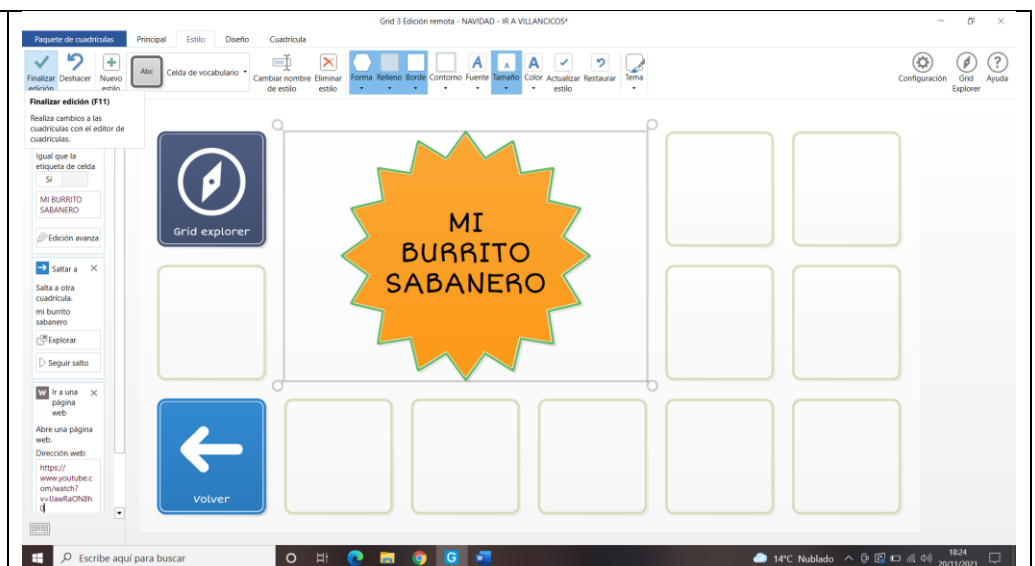 Grid 3 Edición remota - NAVIDAD - IR A VILLANCICOS*
Paquete de cuadrículas Principal Estilo Diseño Cuadrícula
Finalizar edición
Deshacer
Nuevo estilo
Abc
Celda de vocabulario
Cambiar nombre de estilo
Eliminar estilo
Forma Relleno Borde Contorno Fuente Tamaño Color
Actualizar estilo
Restaurar
Tema
Configuración
Grid Explorer
Ayuda
Finalizar edición (F11)
Realiza cambios a las
cuadrículas con el editor de
cuadrículas.
Igual que la
etiqueta de celda
Sí
MI BURRITO
SABANERO
Edición avanza
Saltar a
Salta a otra
cuadrícula.
mi burrito
sabanero
Explorar
Seguir salto
W Ir a una
página
web
Abre una página
web.
Dirección web:
https://
www.youtube.c
om/watch?
Grid explorer
MI
BURRITO
SABANERO
Volver
Escribe aquí para buscar
14°C Nublado
18:24
20/11/2021